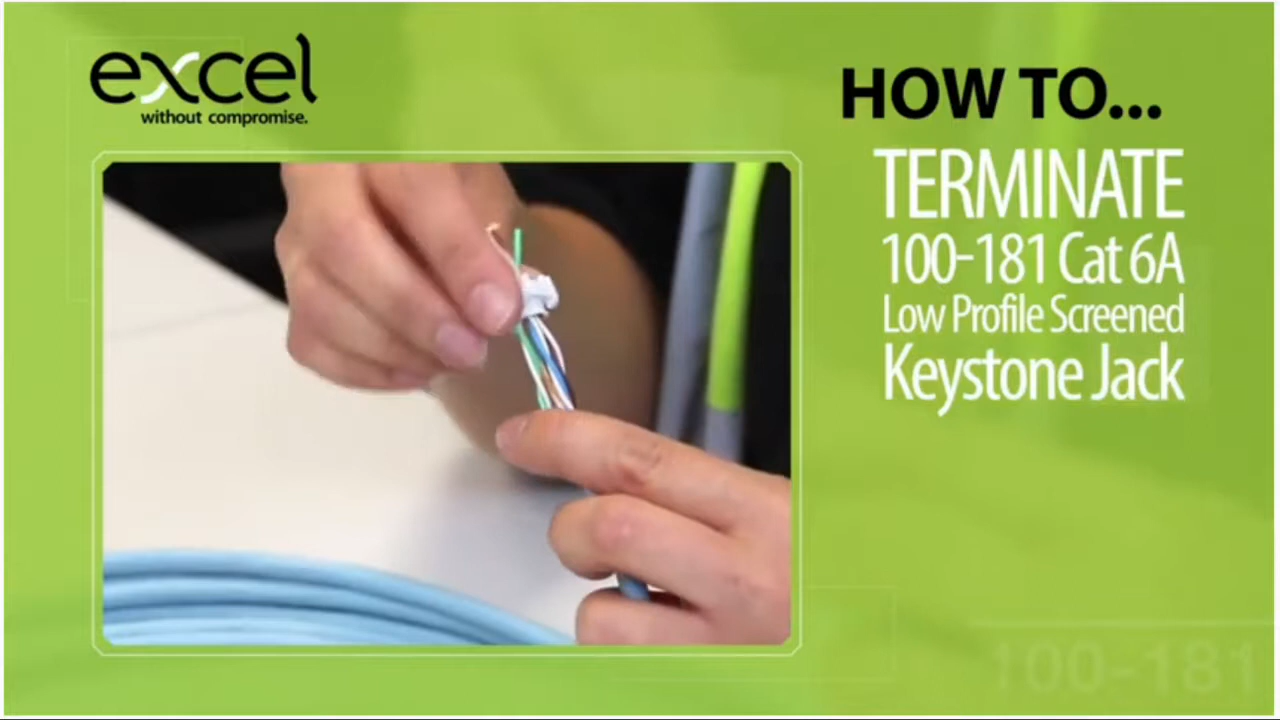 excel
without compromise.
HOW TO...
TERMINATE
100-181 Cat 6A
Low Profile Screened
Keystone Jack
100-181